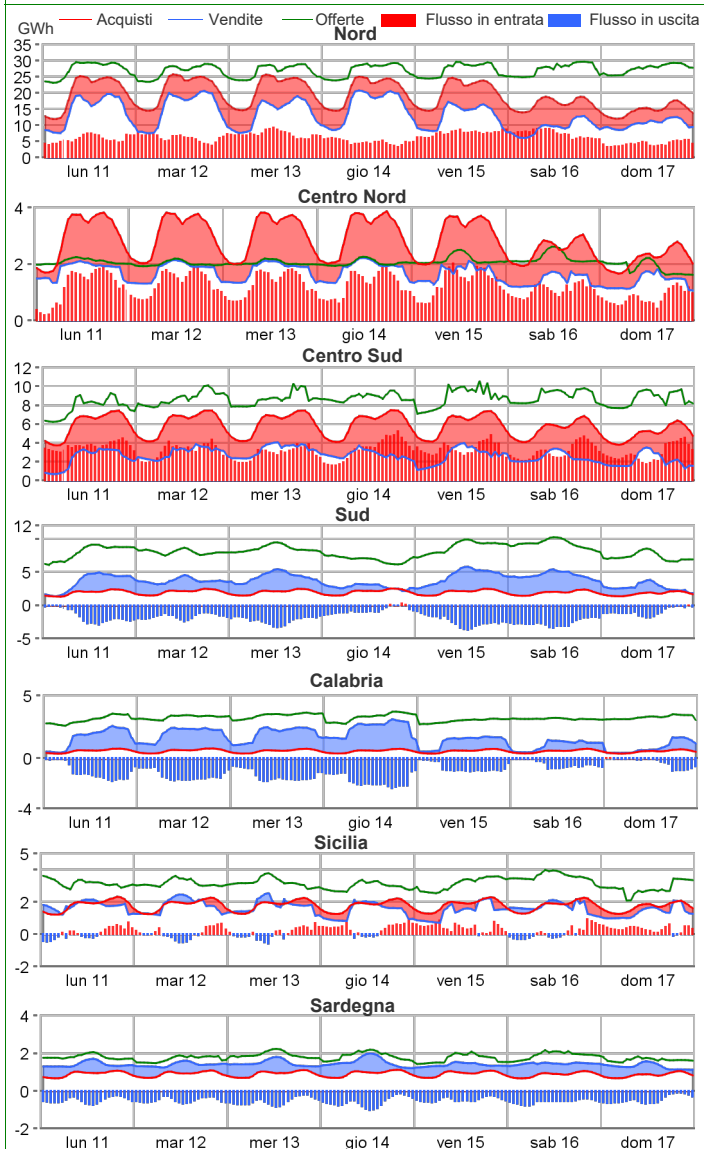 Acquisti Vendite Offerte Flusso in entrata Flusso in uscita
GWh
Nord
35
30
25
20
15
10
5
0
lun 11 mar 12 mer 13 gio 14 ven 15 sab 16 dom 17
Centro Nord
4
2
0
lun 11 mar 12 mer 13 gio 14 ven 15 sab 16 dom 17
Centro Sud
12
10
8
6
4
2
0
lun 11 mar 12 mer 13 gio 14 ven 15 sab 16 dom 17
Sud
12
5
0
-5
lun 11 mar 12 mer 13 gio 14 ven 15 sab 16 dom 17
Calabria
5
0
-4
lun 11 mar 12 mer 13 gio 14 ven 15 sab 16 dom 17
Sicilia
5
2
0
-2
lun 11 mar 12 mer 13 gio 14 ven 15 sab 16 dom 17
Sardegna
4
2
0
-2
lun 11 mar 12 mer 13 gio 14 ven 15 sab 16 dom 17